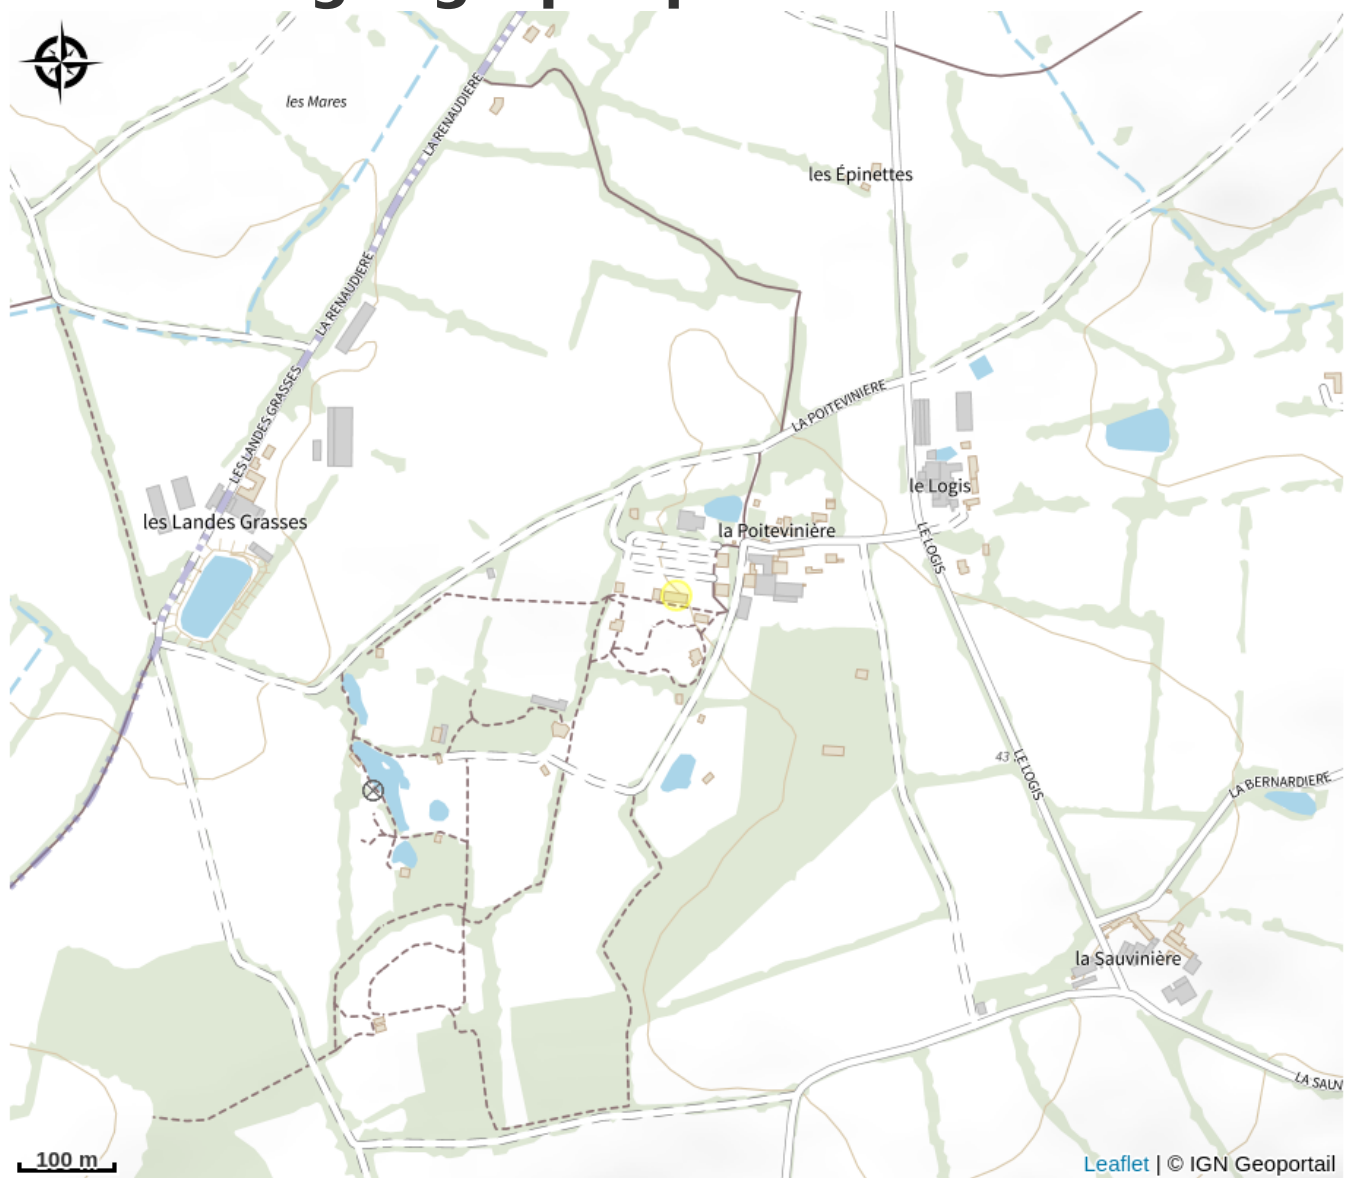 les Mares
LA RENAUDIERE
les Épinettes
LA RENAUDIERE
LES LANDES GRASSES
LA POITEVINIERE
le Logis
les Landes Grasses
la Poitevinière
LE LOGIS
43
LE LOGIS
LA BERNARDIERE
la Sauvinière
LA SAUV
100 m
Leaflet | © IGN Geoportail